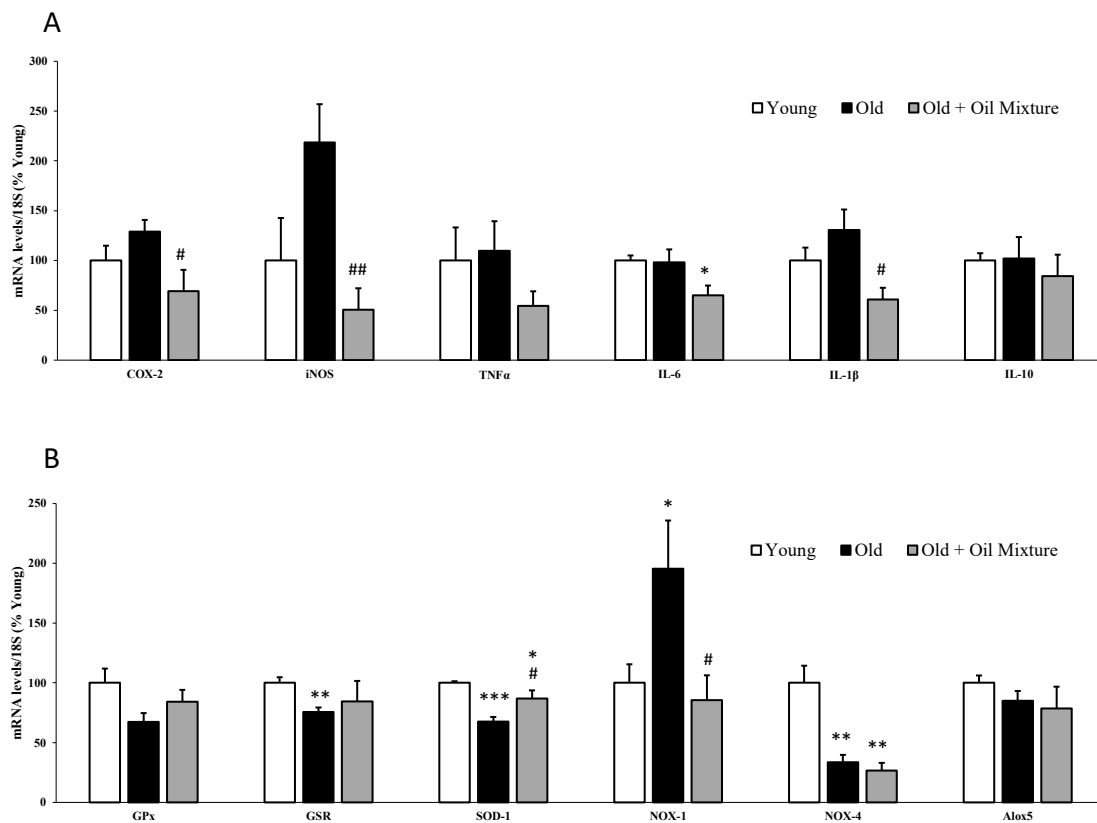 A
mRNA levels/18S (% Young)
300
250
200
150
100
50
0
Young Old Old + Oil Mixture
# ## * #
COX-2 iNOS TNFα IL-6 IL-1β IL-10
B
mRNA levels/18S (% Young)
250
200
150
100
50
0
Young Old Old + Oil Mixture
*
*
** *** # # ** **
GPx GSR SOD-1 NOX-1 NOX-4 Alox5